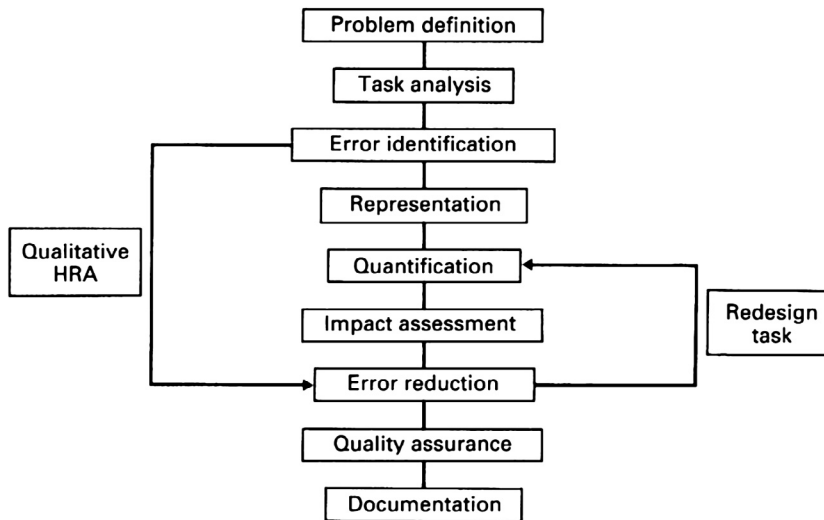 Problem definition
Task analysis
Error identification
Representation
Qualitative
HRA
Quantification
Impact assessment
Redesign
task
Error reduction
Quality assurance
Documentation